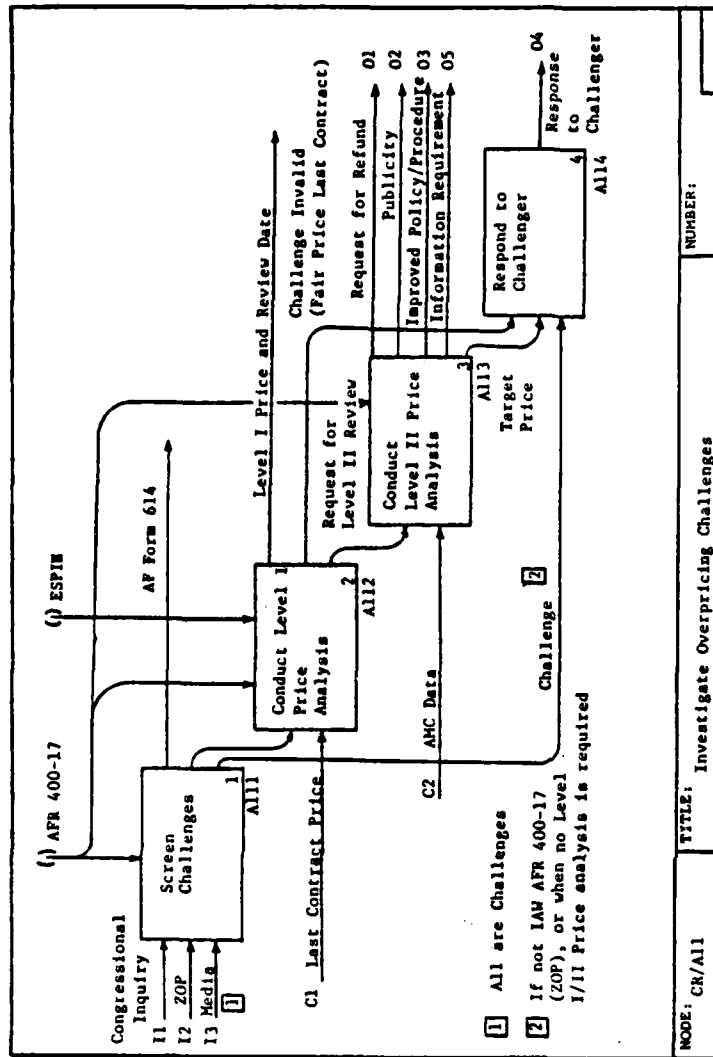 () AFR 400-17
() ESPIM
Congressional
Inquiry
I1
I2 ZOP
I3 Media
1
Screen
Challenges
1
A111
AF Form 614
C1 Last Contract Price
Conduct Level 1
Price
Analysis
2
A112
Level I Price and Review Date
Challenge Invalid
(Fair Price Last Contract)
Request for
Level II Review
C2 AMC Data
Conduct
Level II Price
Analysis
3
A113
Request for Refund O1
Publicity O2
Improved Policy/Procedure O3
Information Requirement O5
Target
Price
Challenge 2
Respond to
Challenger
4
A114
O4
Response
to
Challenger
1 All are Challenges
2 If not IAW AFR 400-17
(ZOP), or when no Level
I/II Price analysis is required
NODE: CR/A11
TITLE: Investigate Overpricing Challenges
NUMBER: